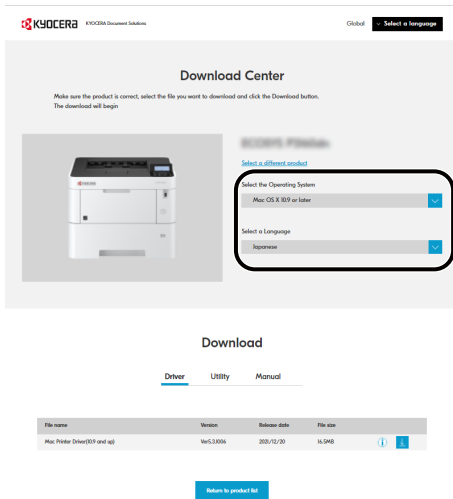 KYOCERA KYOCERA Document Solutions Global Select a language
Download Center
Make sure the product is correct, select the file you want to download and click the Download button.
The download will begin
Select a different product
Select the Operating System
Mac OS X 10.9 or later
Select a Language
Japanese
Download
Driver Utility Manual
File name Version Release date File size
Mac Printer Driver(10.9 and up) Ver5.3.1006 2021/12/20 16.5MB
Return to product list